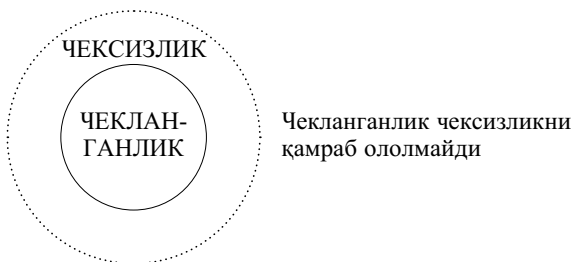 ЧЕКСИЗЛИК
ЧЕКЛАН-
ГАНЛИК
Чекланганлик чексизликни
қамраб ололмайди